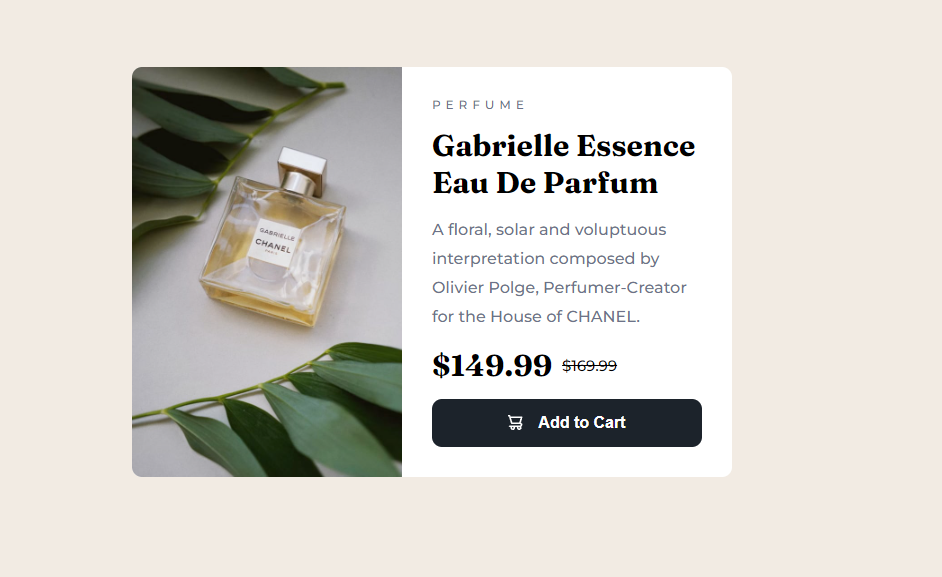 PERFUME
Gabrielle Essence
Eau De Parfum
A floral, solar and voluptuous
interpretation composed by
Olivier Polge, Perfumer-Creator
for the House of CHANEL.
$149.99 $169.99
Add to Cart
GABRIELLE
CHANEL
PARIS